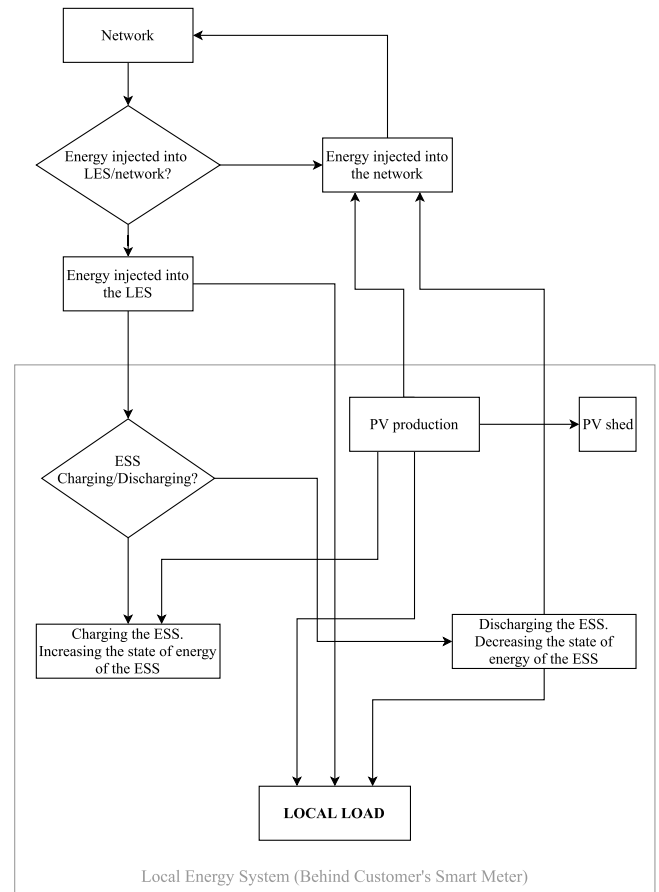 Network
Energy injected into
LES/network?
Energy injected into
the network
Energy injected into
the LES
PV production
PV shed
ESS
Charging/Discharging?
Charging the ESS.
Increasing the state of energy
of the ESS
Discharging the ESS.
Decreasing the state of
energy of the ESS
LOCAL LOAD
Local Energy System (Behind Customer's Smart Meter)